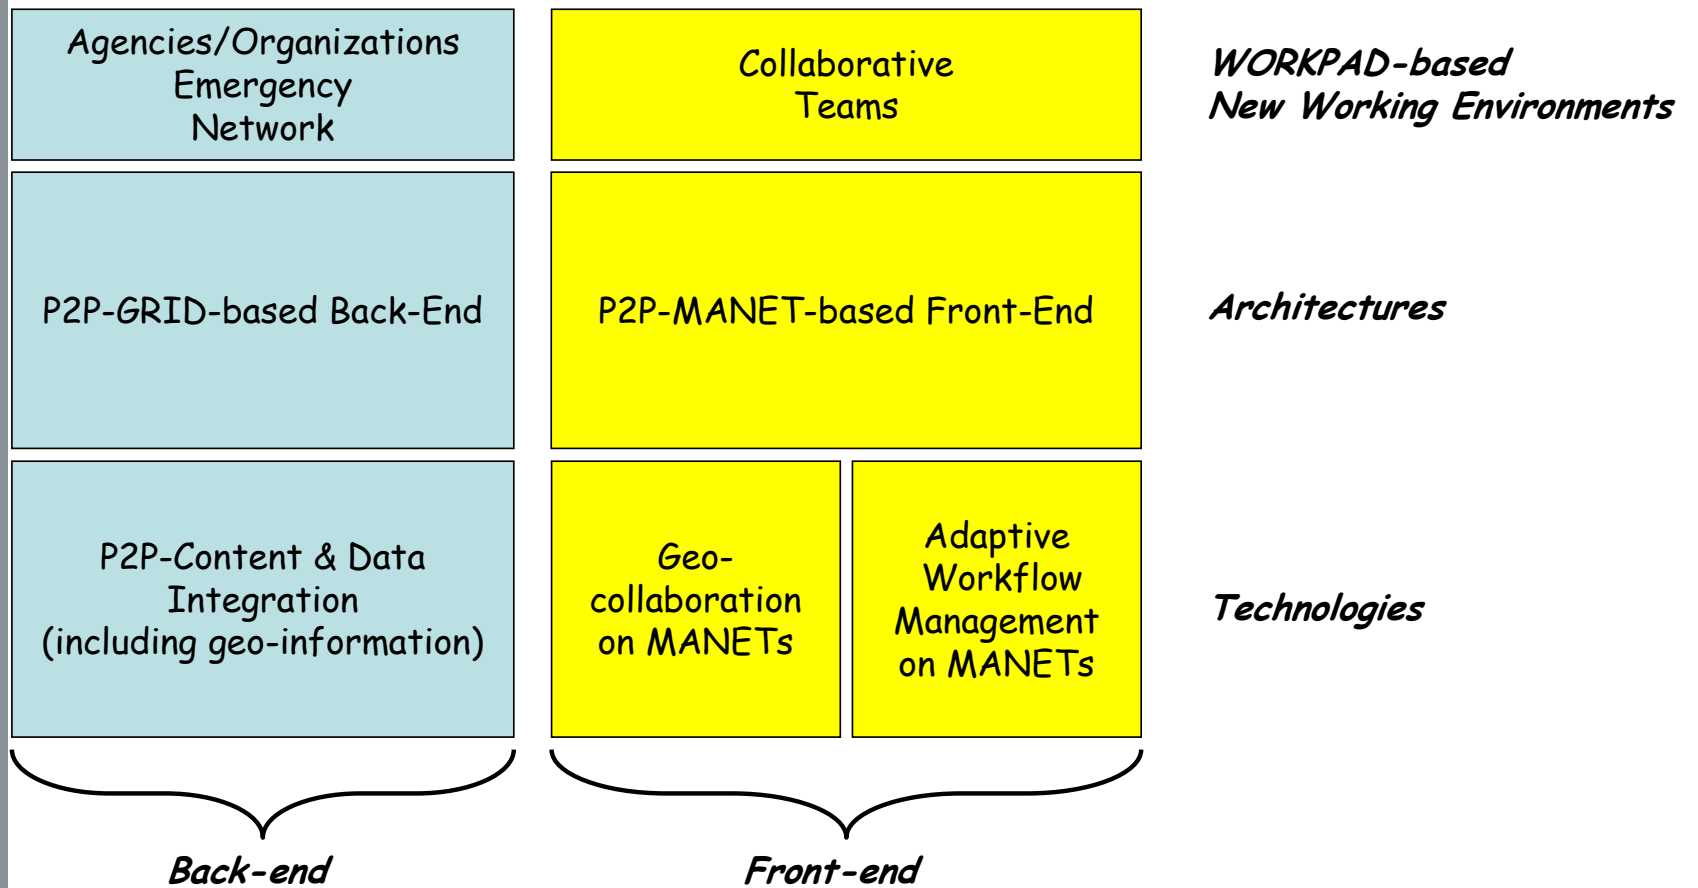 Agencies/Organizations
Emergency
Network
Collaborative
Teams
WORKPAD-based
New Working Environments
P2P-GRID-based Back-End
P2P-MANET-based Front-End
Architectures
P2P-Content & Data
Integration
(including geo-information)
Geo-
collaboration
on MANETs
Adaptive
Workflow
Management
on MANETs
Technologies
Back-end
Front-end